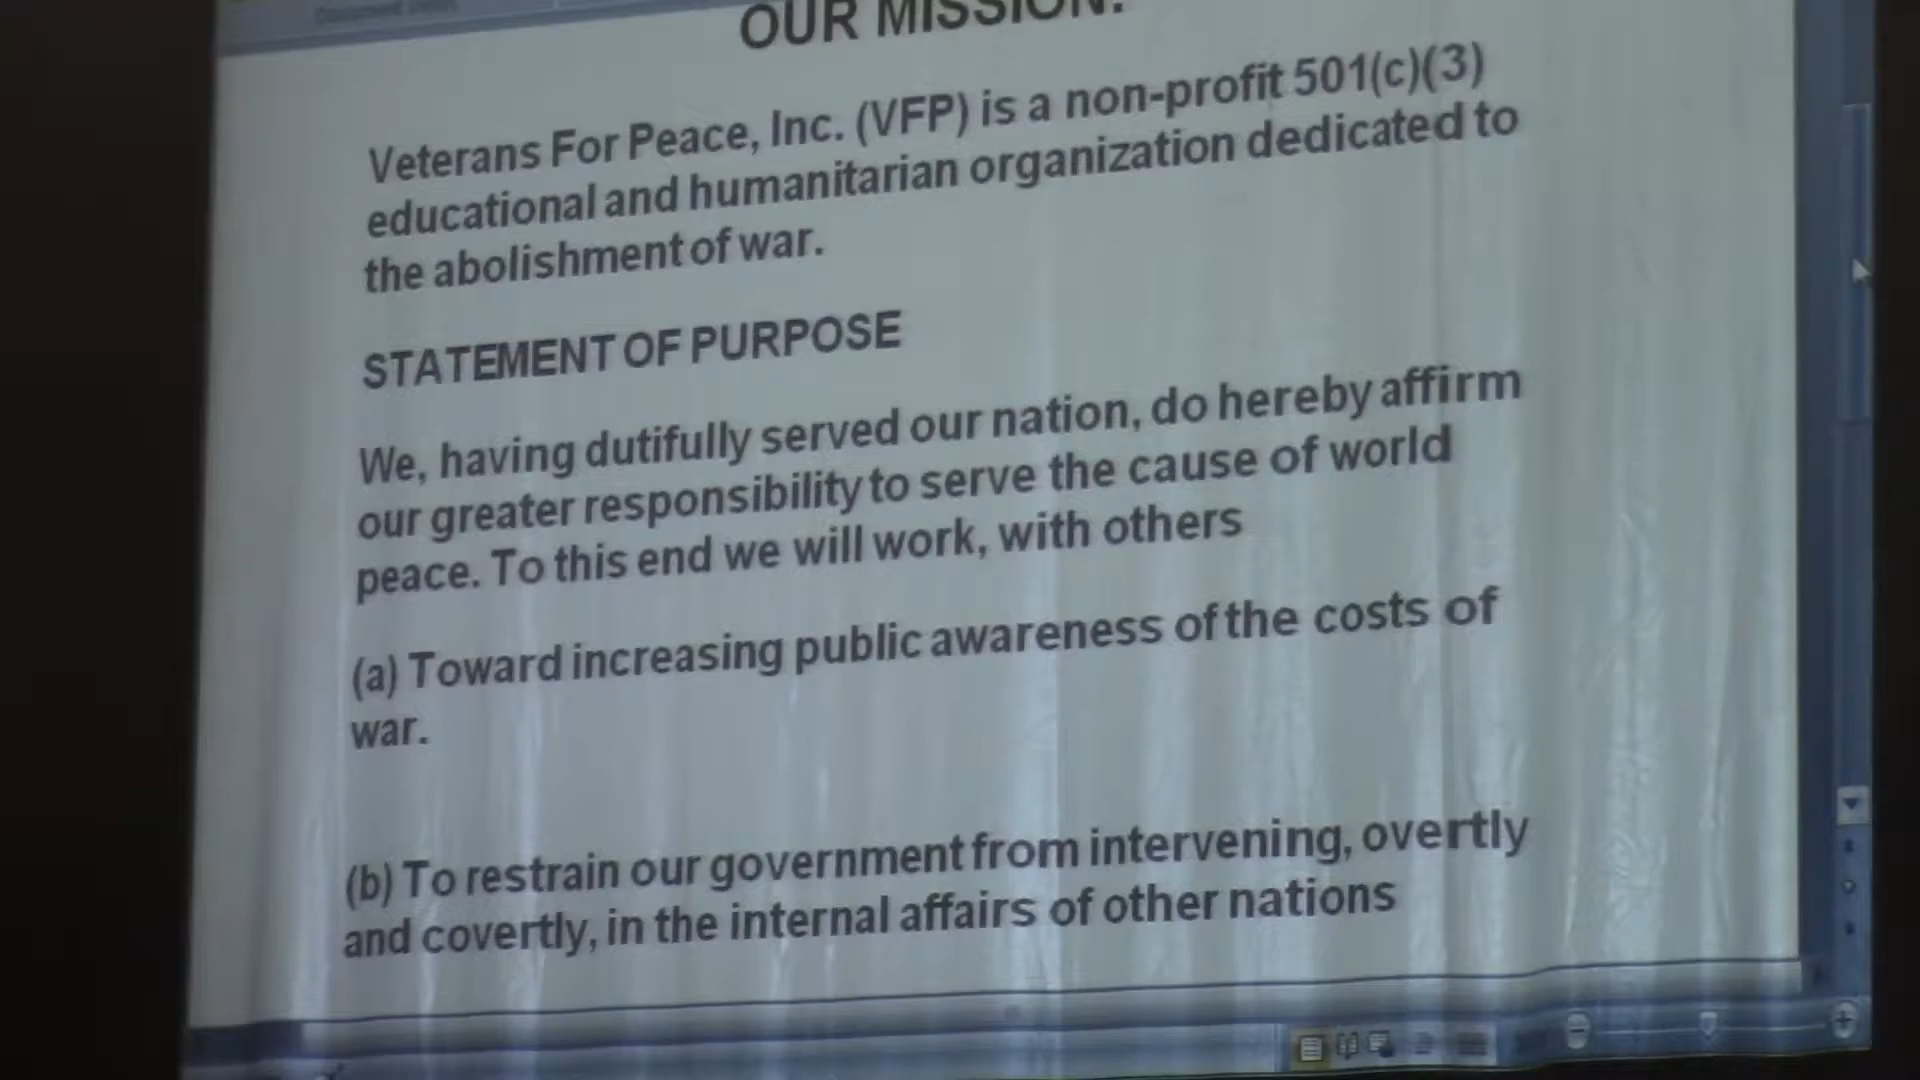 OUR MISSION:
Veterans For Peace, Inc. (VFP) is a non-profit 501(c)(3)
educational and humanitarian organization dedicated to
the abolishment of war.
STATEMENT OF PURPOSE
We, having dutifully served our nation, do hereby affirm
our greater responsibility to serve the cause of world
peace. To this end we will work, with others
(a) Toward increasing public awareness of the costs of
war.
(b) To restrain our government from intervening, overtly
and covertly, in the internal affairs of other nations